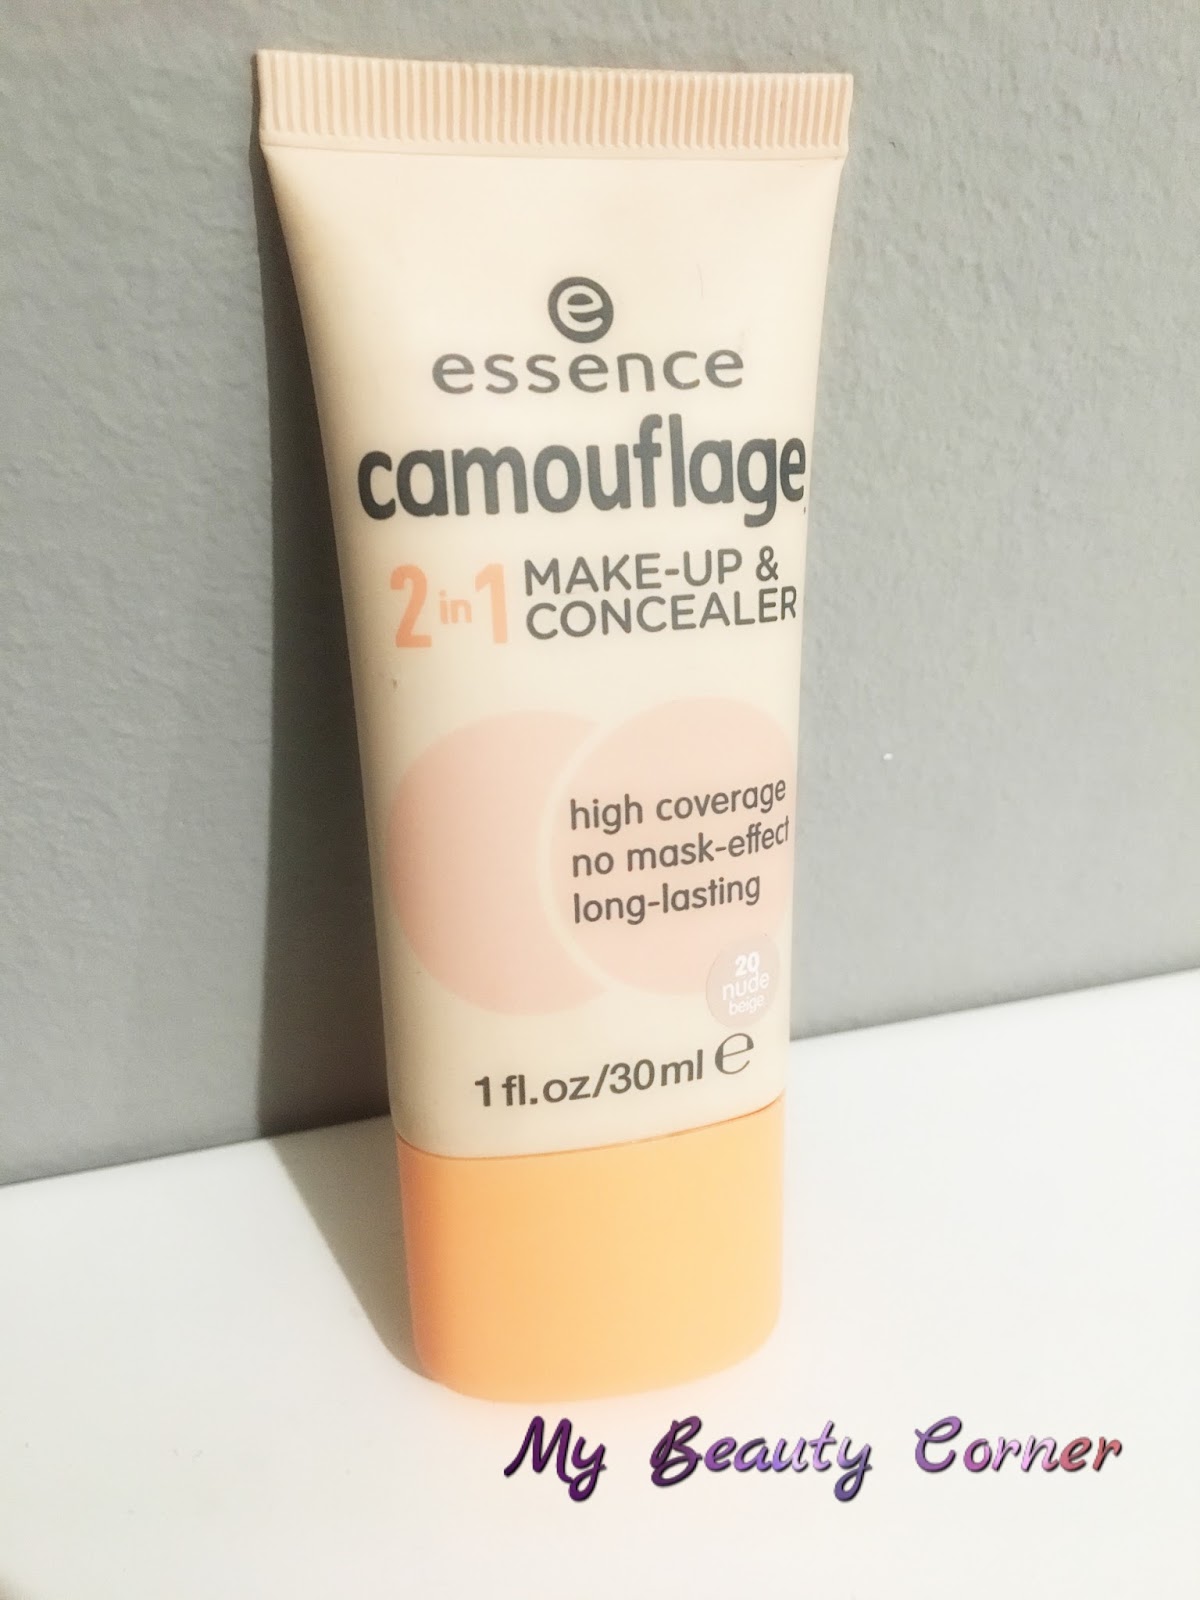 e
essence
camouflage
2 in 1 MAKE-UP &
CONCEALER
high coverage
no mask-effect
long-lasting
20
nude
beige
1 fl.oz/30ml ℮
My Beauty Corner